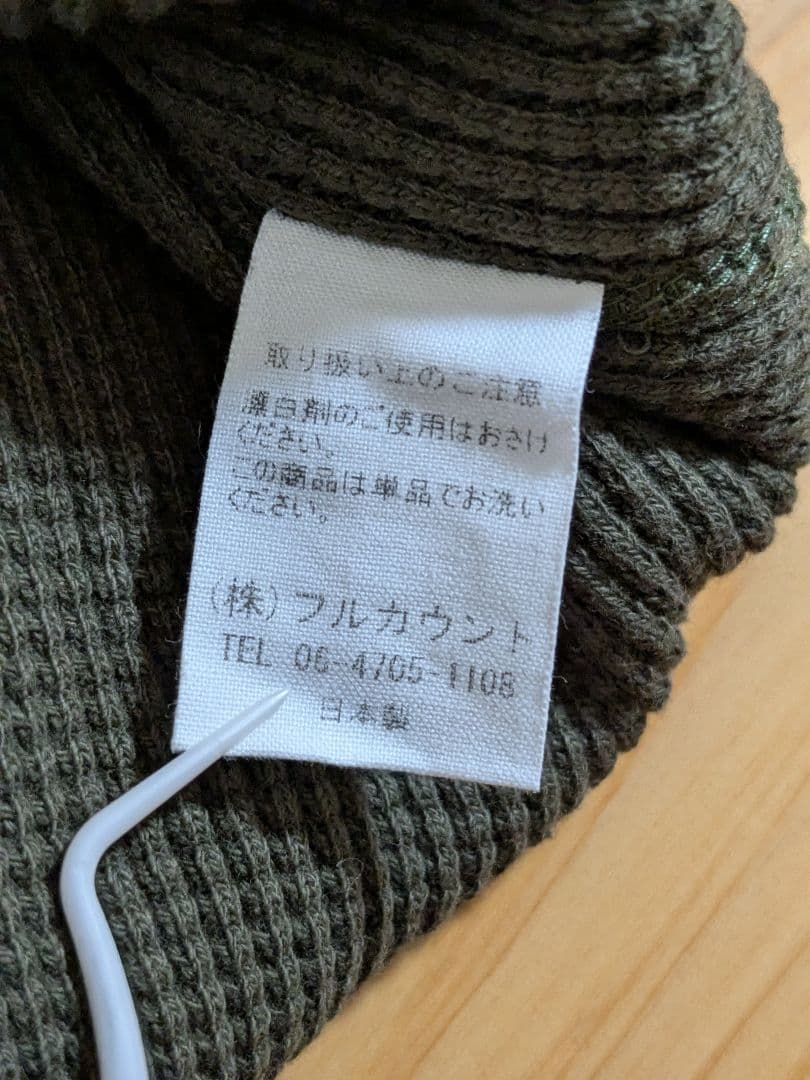 取り扱い上のご注意
漂白剤のご使用はおさけ
ください。
この商品は単品でお洗い
ください。
(株)フルカウント
TEL 06-4705-1108
日本製